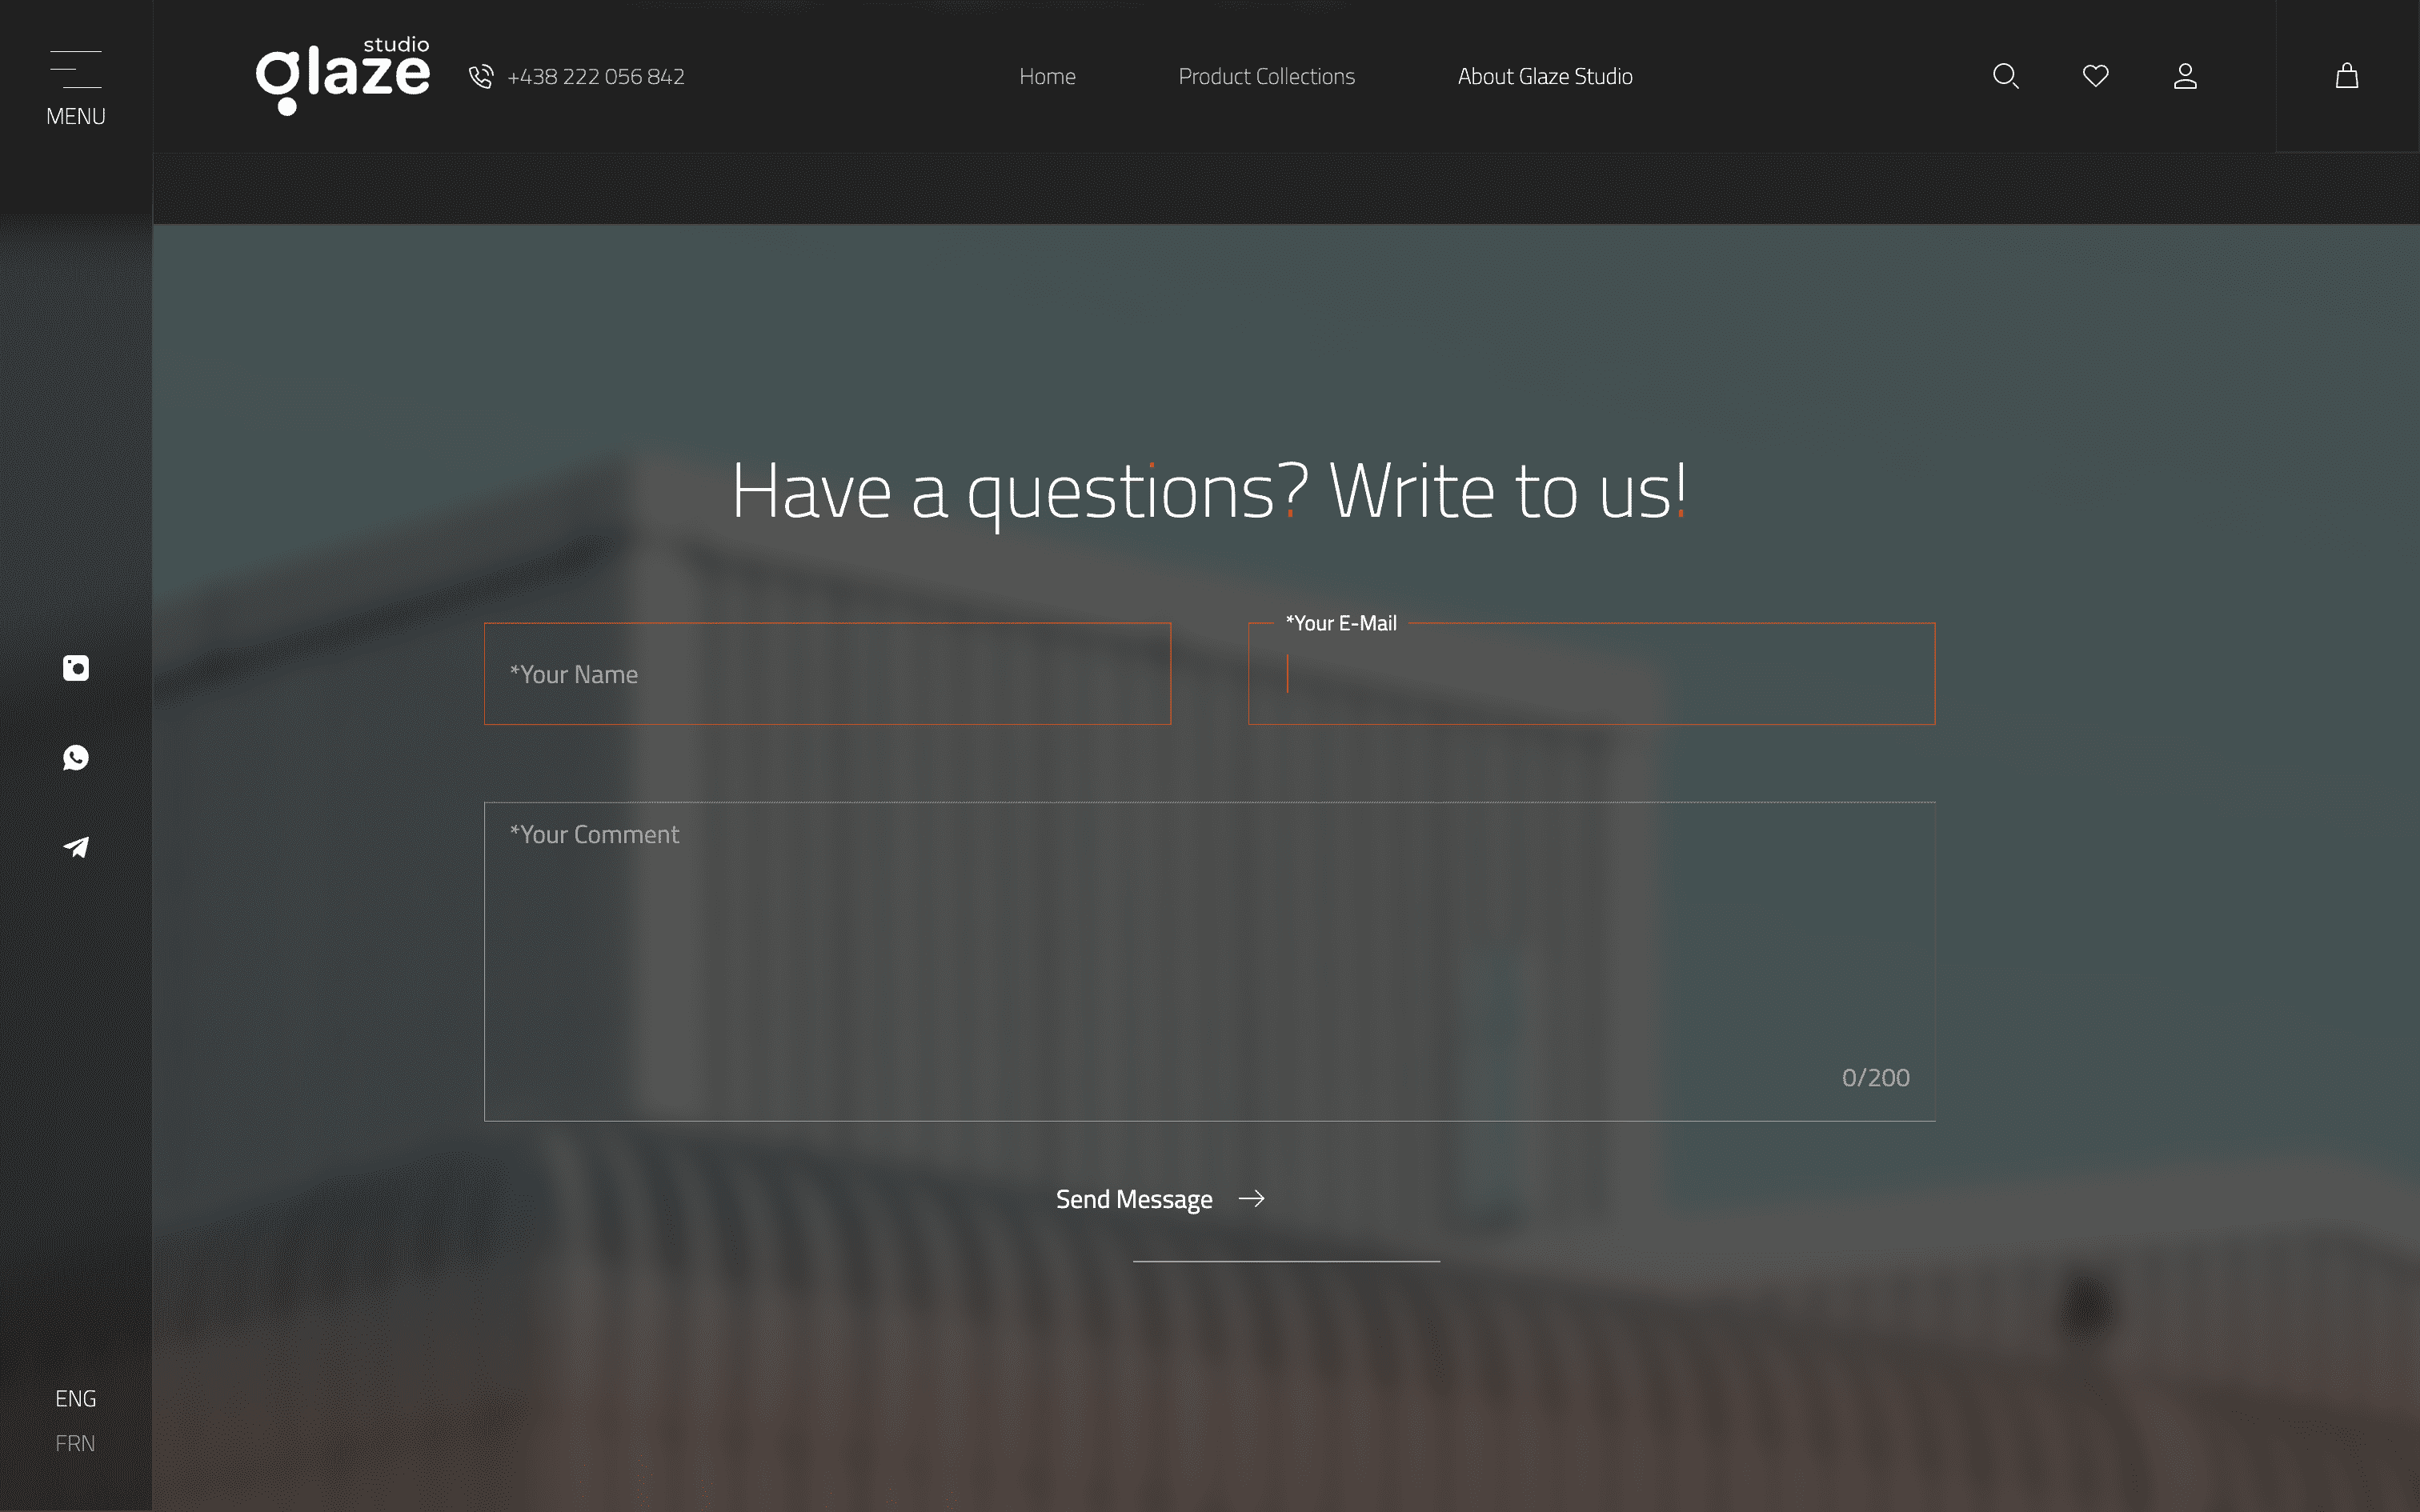 MENU
studio
glaze
+438 222 056 842
Home
Product Collections
About Glaze Studio
Have a questions? Write to us!
*Your Name
*Your E-Mail
*Your Comment
0/200
Send Message
ENG
FRN